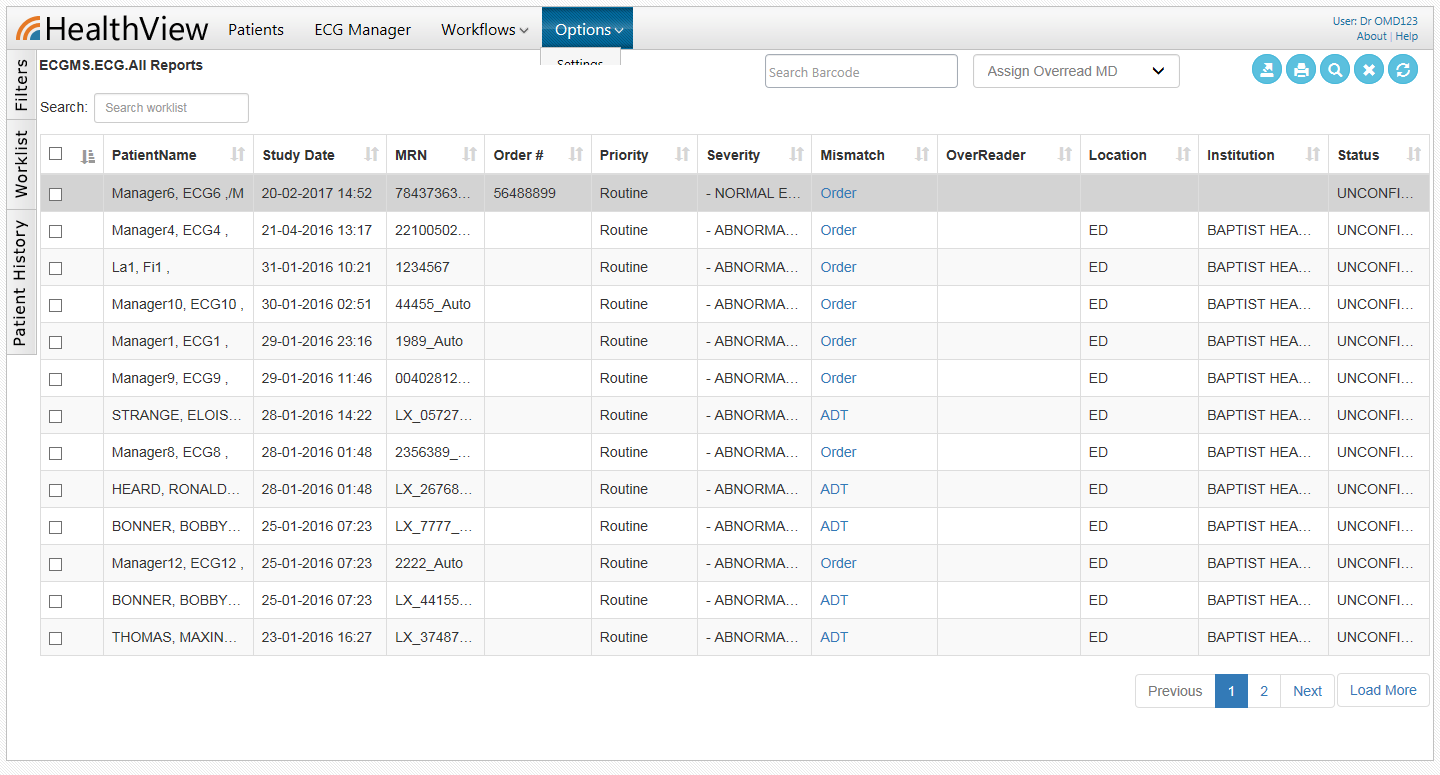 HealthView Patients ECG Manager Workflows Options
User: Dr OMD123
About | Help
Settings
ECGMS.ECG.All Reports
Search Barcode
Assign Overread MD
Filters
Worklist
Patient History
Search: Search worklist
PatientName Study Date MRN Order # Priority Severity Mismatch OverReader Location Institution Status
Manager6, ECG6 ,/M 20-02-2017 14:52 78437363... 56488899 Routine - NORMAL E... Order UNCONFI...
Manager4, ECG4 , 21-04-2016 13:17 22100502... Routine - ABNORMA... Order ED BAPTIST HEA... UNCONFI...
La1, Fi1 , 31-01-2016 10:21 1234567 Routine - ABNORMA... Order ED BAPTIST HEA... UNCONFI...
Manager10, ECG10 , 30-01-2016 02:51 44455_Auto Routine - ABNORMA... Order ED BAPTIST HEA... UNCONFI...
Manager1, ECG1 , 29-01-2016 23:16 1989_Auto Routine - ABNORMA... Order ED BAPTIST HEA... UNCONFI...
Manager9, ECG9 , 29-01-2016 11:46 00402812... Routine - ABNORMA... Order ED BAPTIST HEA... UNCONFI...
STRANGE, ELOIS... 28-01-2016 14:22 LX_05727... Routine - ABNORMA... ADT ED BAPTIST HEA... UNCONFI...
Manager8, ECG8 , 28-01-2016 01:48 2356389_... Routine - ABNORMA... Order ED BAPTIST HEA... UNCONFI...
HEARD, RONALD... 28-01-2016 01:48 LX_26768... Routine - ABNORMA... ADT ED BAPTIST HEA... UNCONFI...
BONNER, BOBBY... 25-01-2016 07:23 LX_7777_... Routine - ABNORMA... ADT ED BAPTIST HEA... UNCONFI...
Manager12, ECG12 , 25-01-2016 07:23 2222_Auto Routine - ABNORMA... Order ED BAPTIST HEA... UNCONFI...
BONNER, BOBBY... 25-01-2016 07:23 LX_44155... Routine - ABNORMA... ADT ED BAPTIST HEA... UNCONFI...
THOMAS, MAXIN... 23-01-2016 16:27 LX_37487... Routine - ABNORMA... ADT ED BAPTIST HEA... UNCONFI...
Previous 1 2 Next Load More